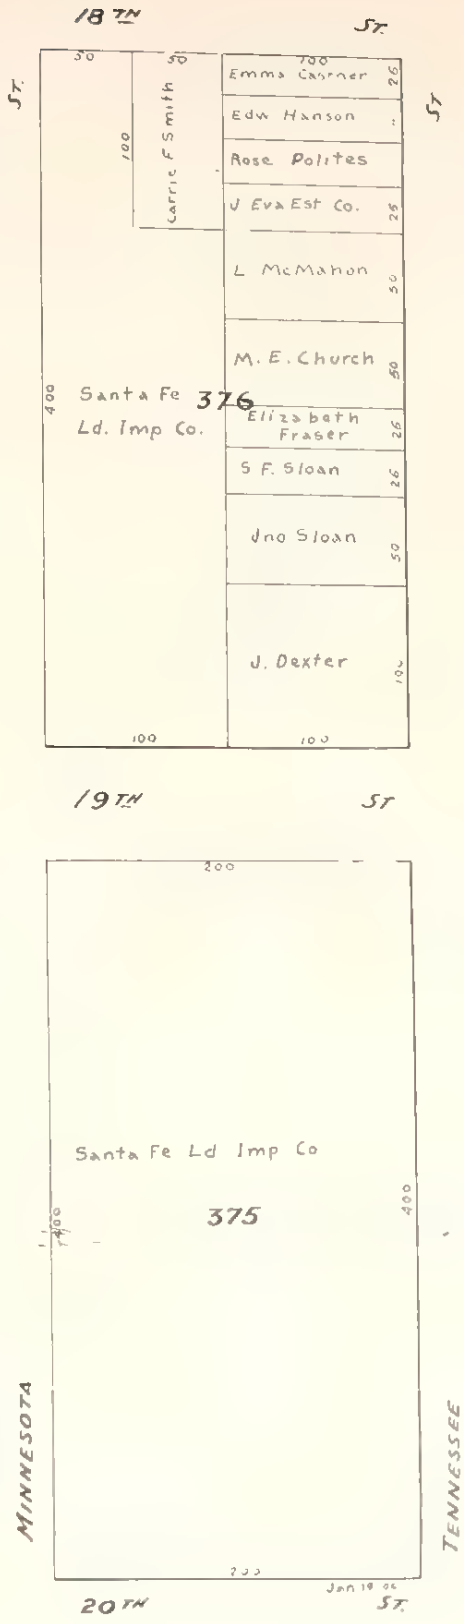 18TH ST.
ST.
ST
50
50
100
Emma Castner 26
Edw Hanson "
Rose Polites
J Eva Est Co. 26
100
Carrie F Smith
L McMahon 50
M. E. Church 50
400
Santa Fe 376
Ld. Imp Co.
Elizabeth
Fraser 26
S F. Sloan 26
Jno Sloan 50
J. Dexter 100
100
100
19TH ST
200
Santa Fe Ld Imp Co
375
400
400
MINNESOTA
TENNESSEE
200
Jan 19 06
20TH ST.